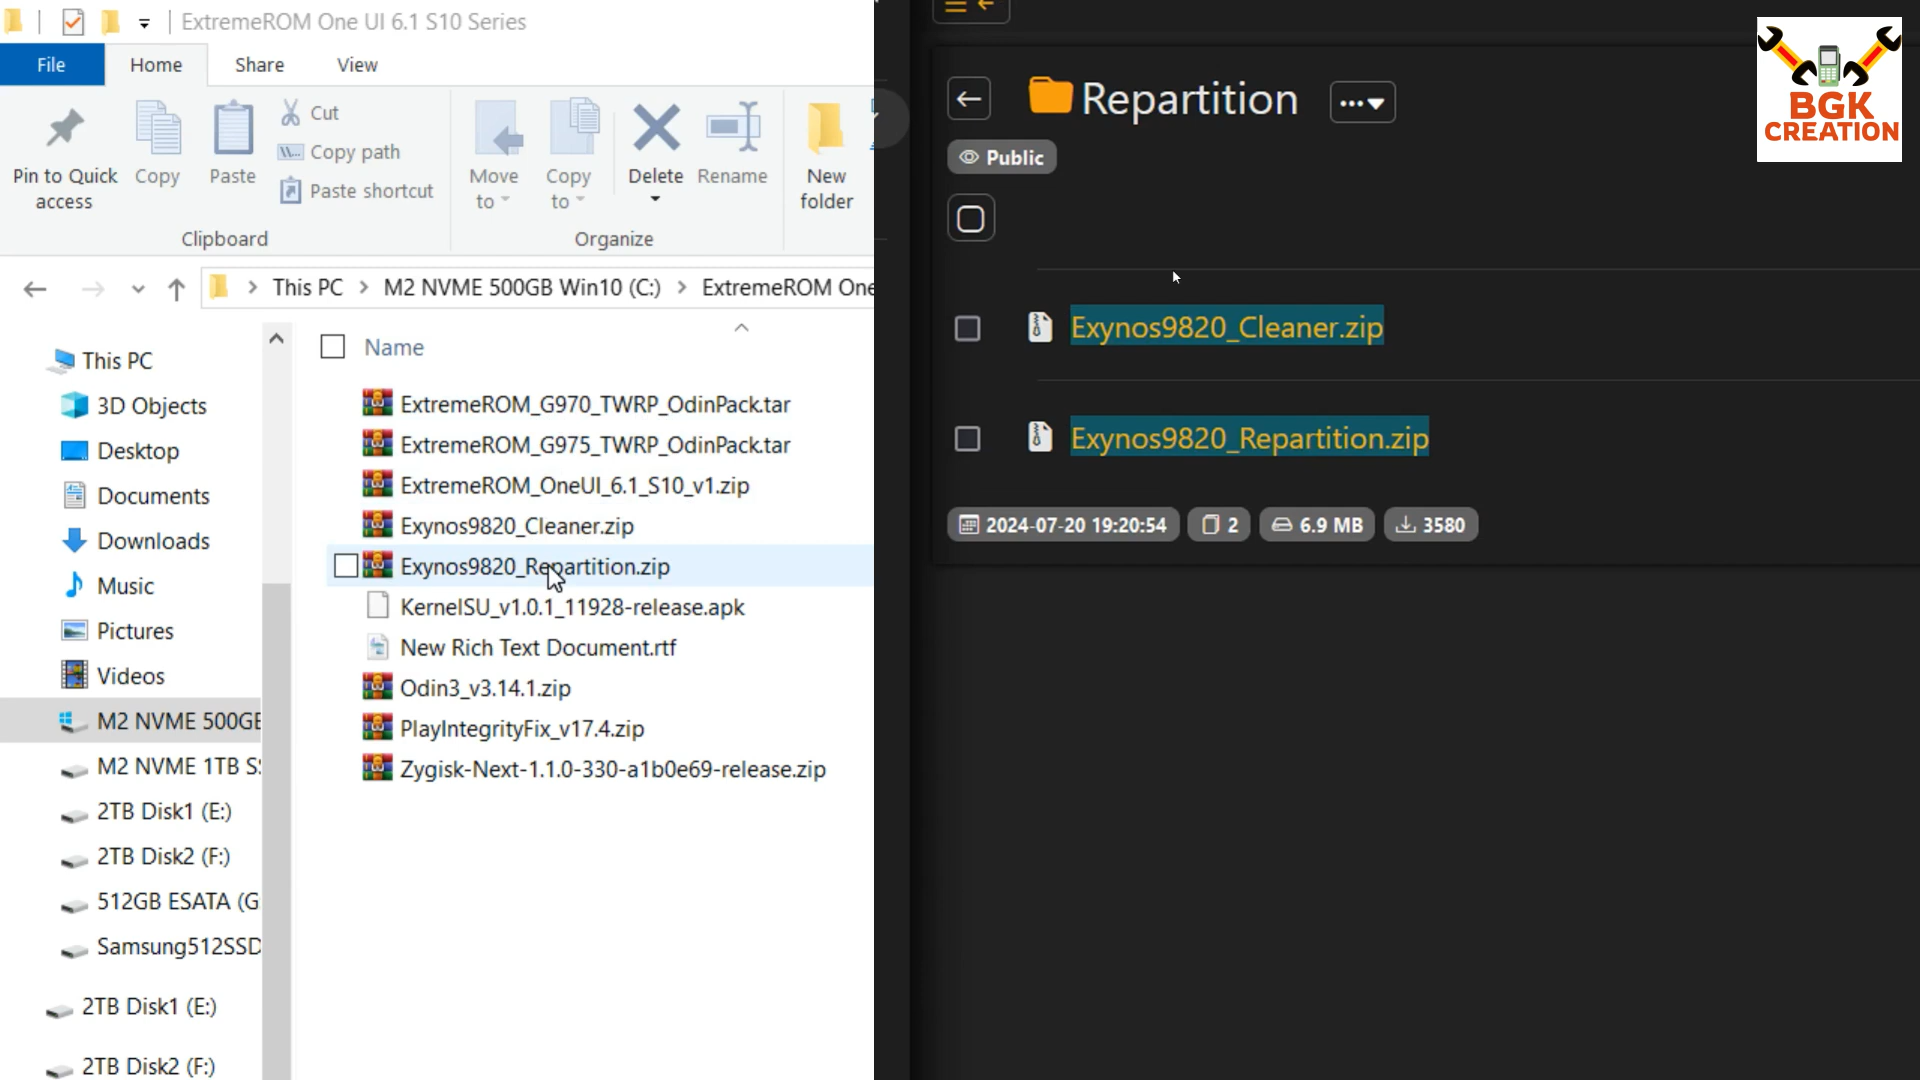 ExtremeROM One UI 6.1 S10 Series
File
Home
Share
View
Pin to Quick access
Copy
Paste
Cut
Copy path
Paste shortcut
Move to
Copy to
Delete
Rename
New folder
Clipboard
Organize
This PC
M2 NVME 500GB Win10 (C:)
ExtremeROM One
This PC
3D Objects
Desktop
Documents
Downloads
Music
Pictures
Videos
M2 NVME 500GB
M2 NVME 1TB S
2TB Disk1 (E:)
2TB Disk2 (F:)
512GB ESATA (G
Samsung512SSD
2TB Disk1 (E:)
2TB Disk2 (F:)
Name
ExtremeROM_G970_TWRP_OdinPack.tar
ExtremeROM_G975_TWRP_OdinPack.tar
ExtremeROM_OneUI_6.1_S10_v1.zip
Exynos9820_Cleaner.zip
Exynos9820_Repartition.zip
KernelSU_v1.0.1_11928-release.apk
New Rich Text Document.rtf
Odin3_v3.14.1.zip
PlayIntegrityFix_v17.4.zip
Zygisk-Next-1.1.0-330-a1b0e69-release.zip
Repartition
Public
Exynos9820_Cleaner.zip
Exynos9820_Repartition.zip
2024-07-20 19:20:54
2
6.9 MB
3580
BGK
CREATION